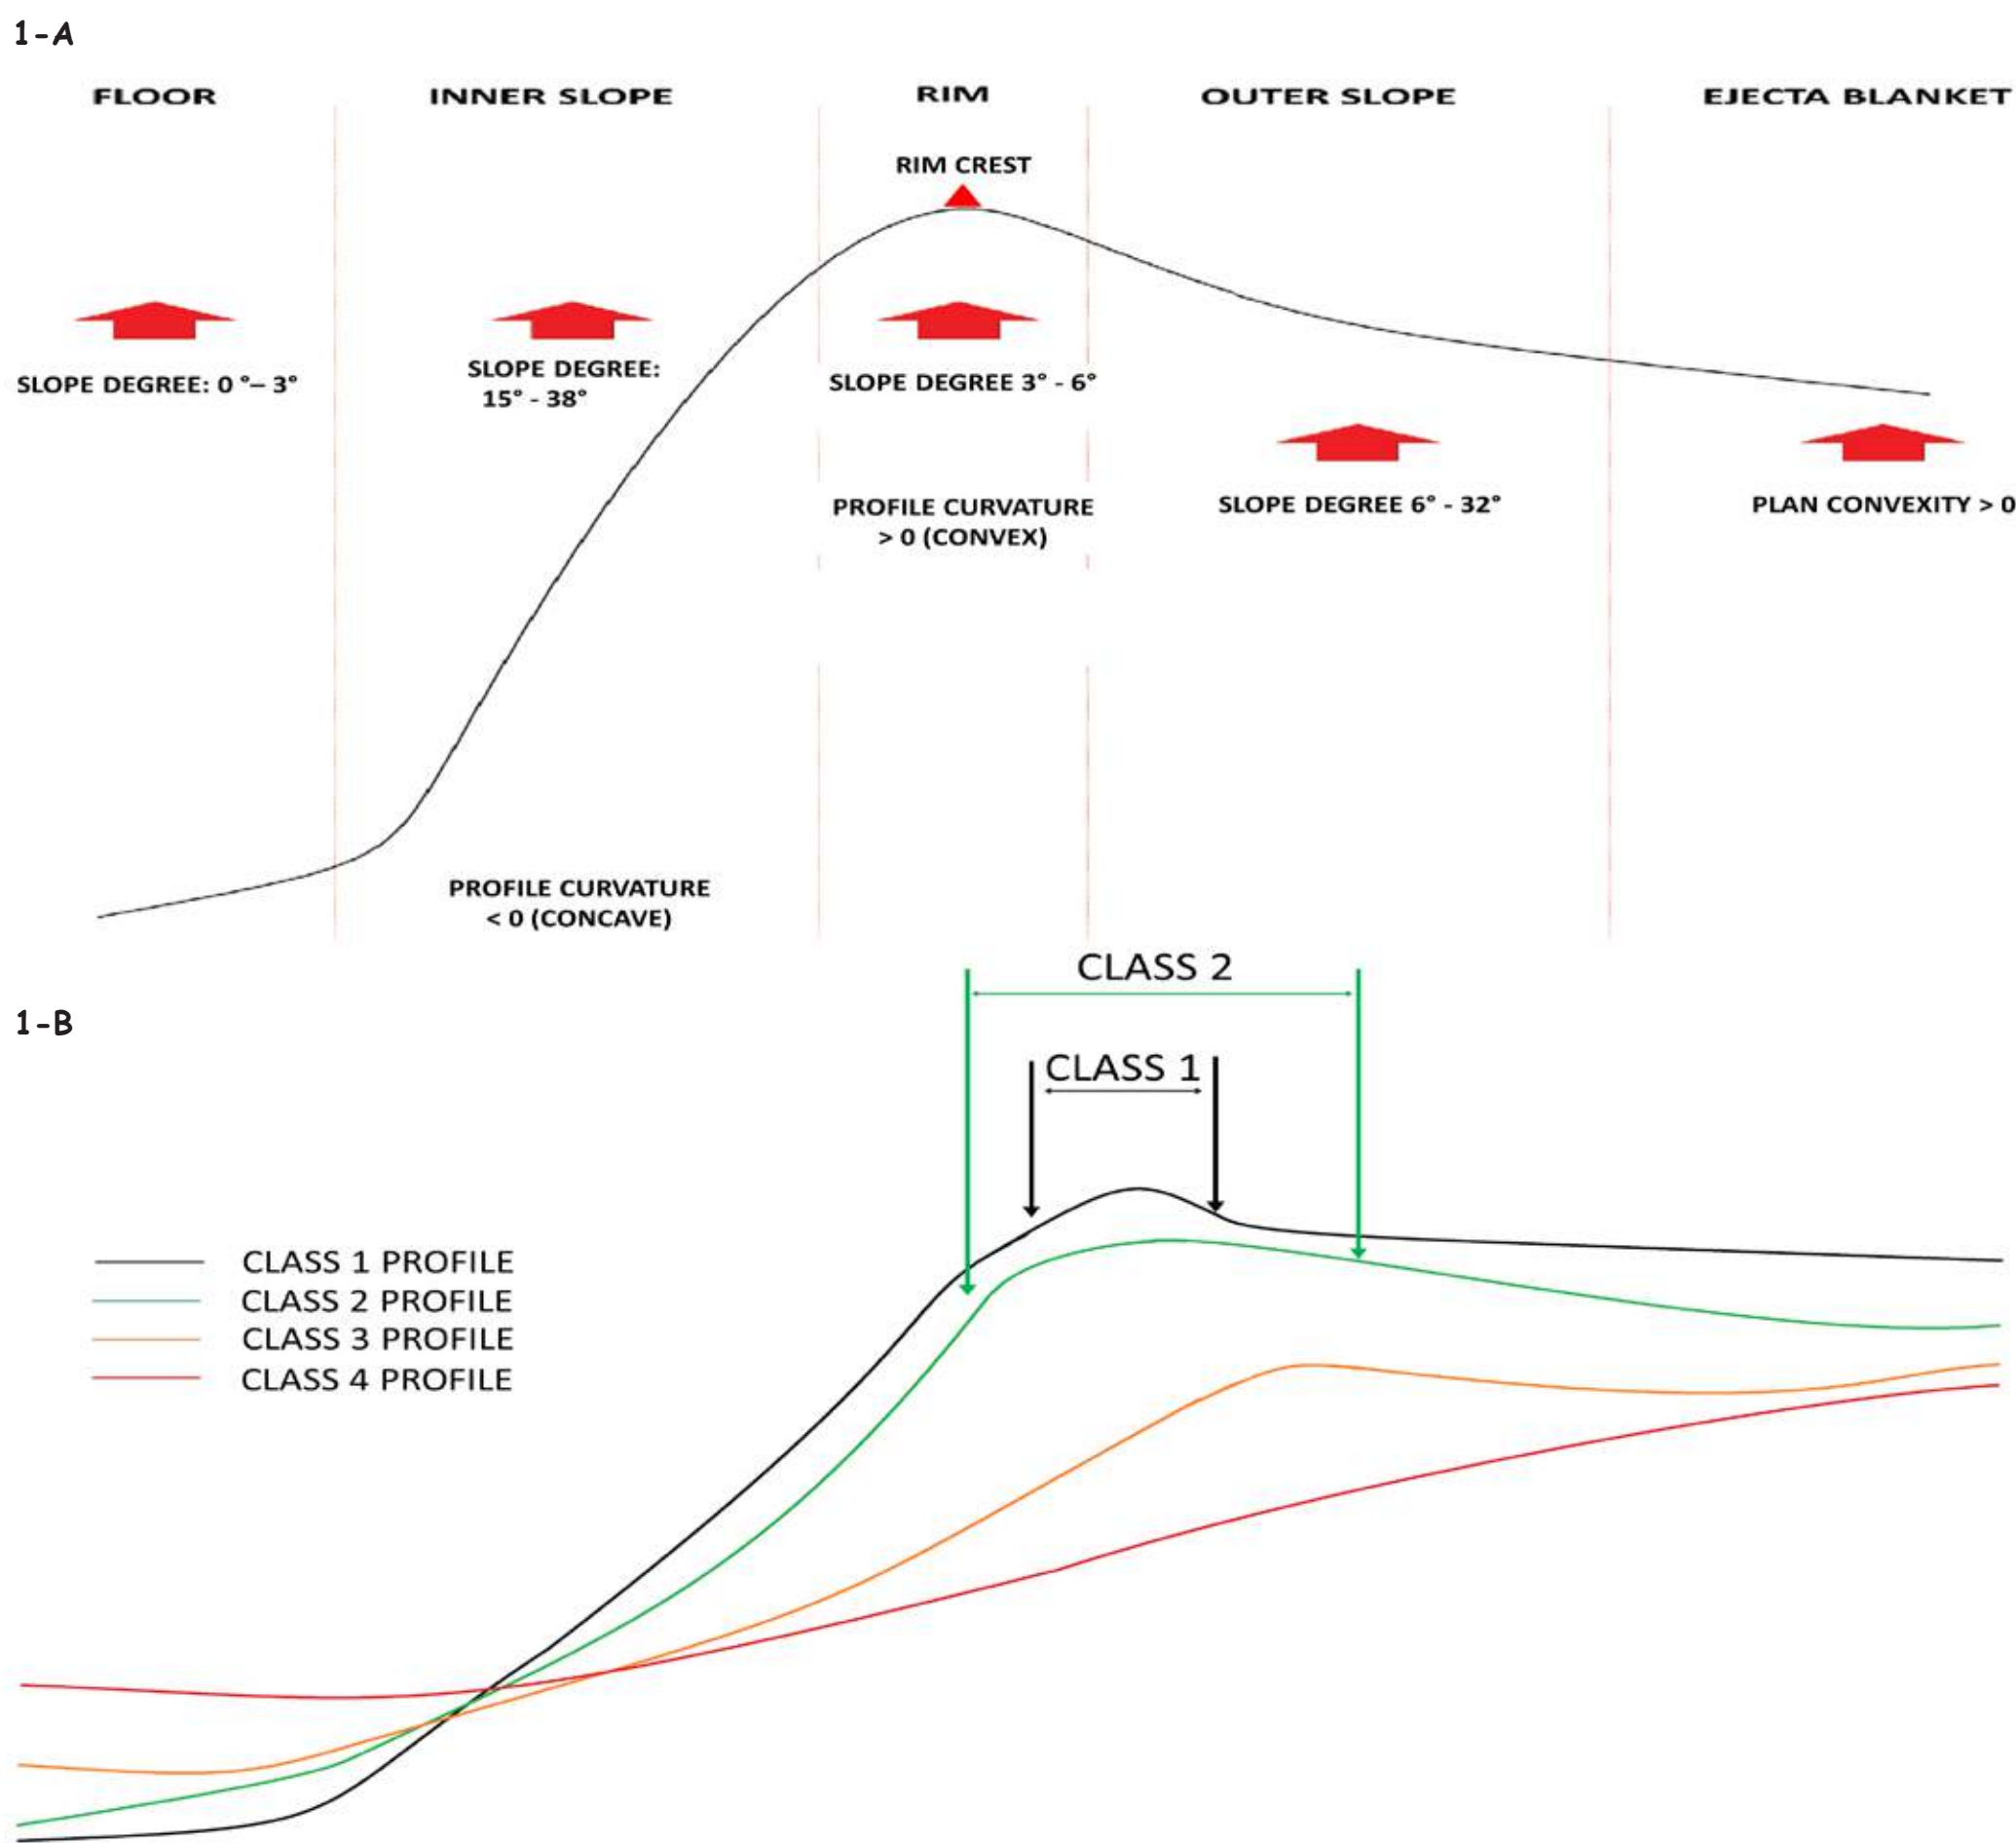 1-A
FLOOR
INNER SLOPE
RIM
OUTER SLOPE
EJECTA BLANKET
RIM CREST
SLOPE DEGREE: 0 °– 3°
SLOPE DEGREE:
15° - 38°
SLOPE DEGREE 3° - 6°
PROFILE CURVATURE
> 0 (CONVEX)
SLOPE DEGREE 6° - 32°
PLAN CONVEXITY > 0
PROFILE CURVATURE
< 0 (CONCAVE)
1-B
CLASS 2
CLASS 1
CLASS 1 PROFILE
CLASS 2 PROFILE
CLASS 3 PROFILE
CLASS 4 PROFILE